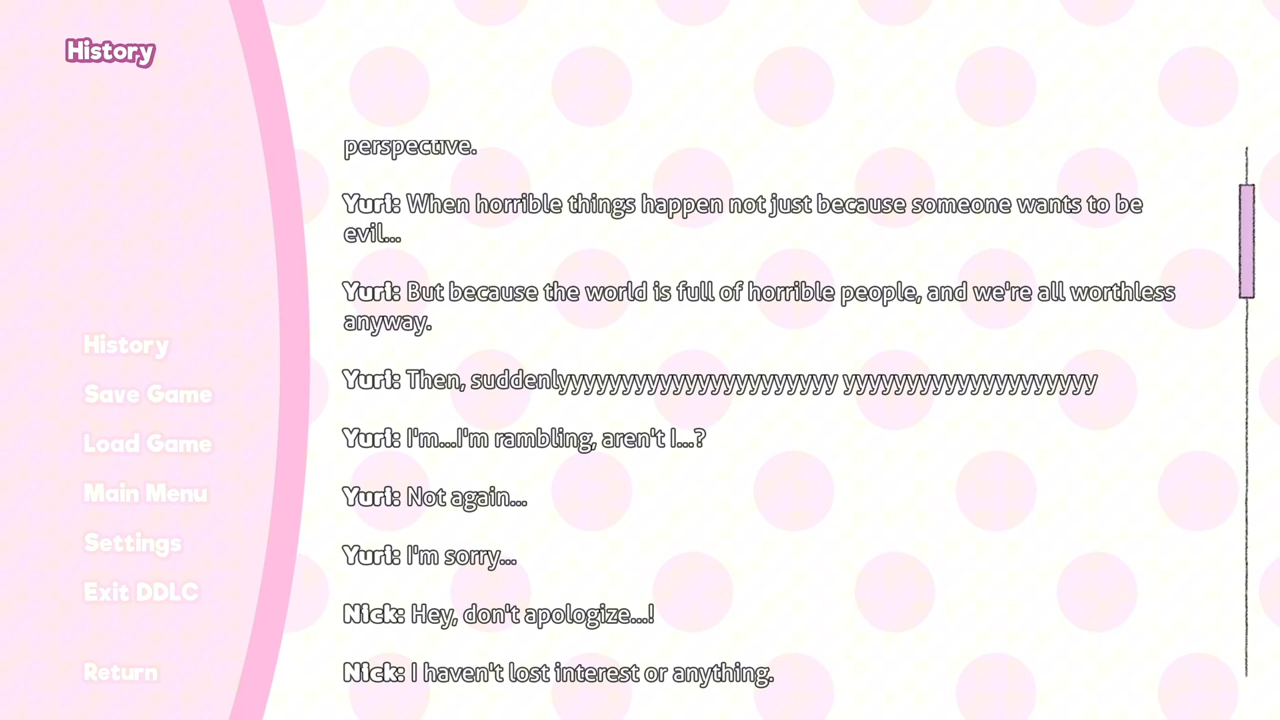 History
perspective.
Yuri: When horrible things happen not just because someone wants to be
evil...
Yuri: But because the world is full of horrible people, and we're all worthless
anyway.
Yuri: Then, suddenlyyyyyyyyyyyyyyyyyyyyyyy yyyyyyyyyyyyyyyyyyyyy
Yuri: I'm...I'm rambling, aren't I...?
Yuri: Not again...
Yuri: I'm sorry...
Nick: Hey, don't apologize...!
Nick: I haven't lost interest or anything.
History
Save Game
Load Game
Main Menu
Settings
Exit DDLC
Return